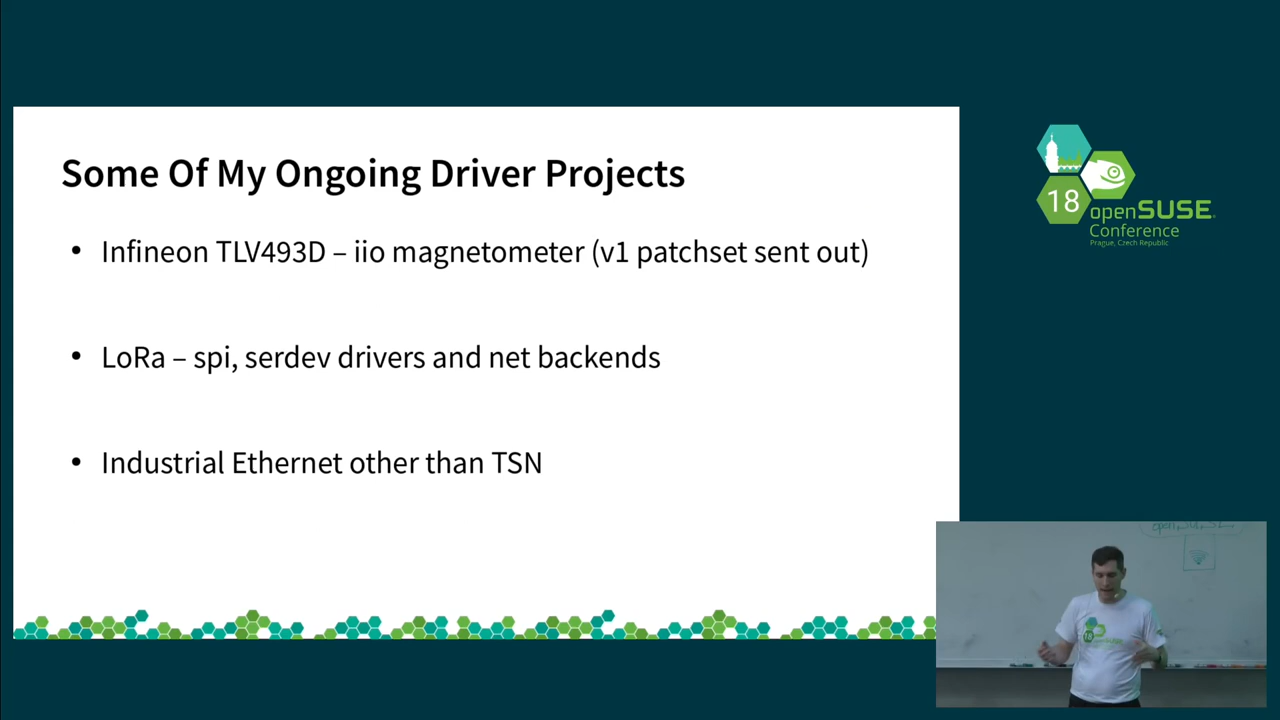 Some Of My Ongoing Driver Projects
• Infineon TLV493D – iio magnetometer (v1 patchset sent out)
• LoRa – spi, serdev drivers and net backends
• Industrial Ethernet other than TSN
18
openSUSE
Conference
Prague, Czech Republic
18